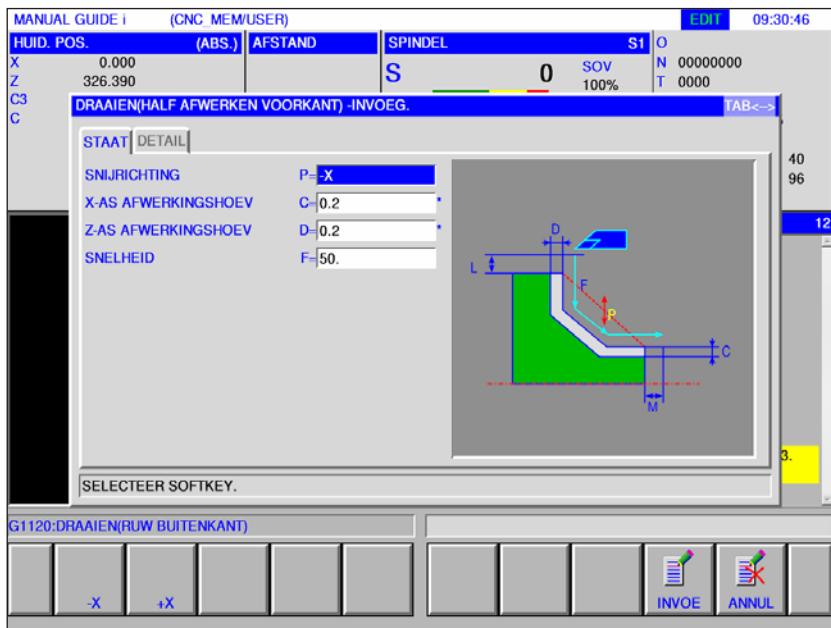 MANUAL GUIDE i (CNC_MEM/USER) EDIT 09:30:46
HUID. POS. (ABS.) AFSTAND SPINDEL S1 O
X 0.000 S 0 SOV N 00000000
Z 326.390 100% T 0000
C3
C
DRAAIEN(HALF AFWERKEN VOORKANT) -INVOEG. TAB<-->
STAAT DETAIL
SNIJRICHTING P=-X
X-AS AFWERKINGSHOEV C=0.2 *
Z-AS AFWERKINGSHOEV D=0.2 *
SNELHEID F=50.
40
96
12
D
L
F
P
C
M
3.
SELECTEER SOFTKEY.
G1120:DRAAIEN(RUW BUITENKANT)
-X +X INVOE ANNUL